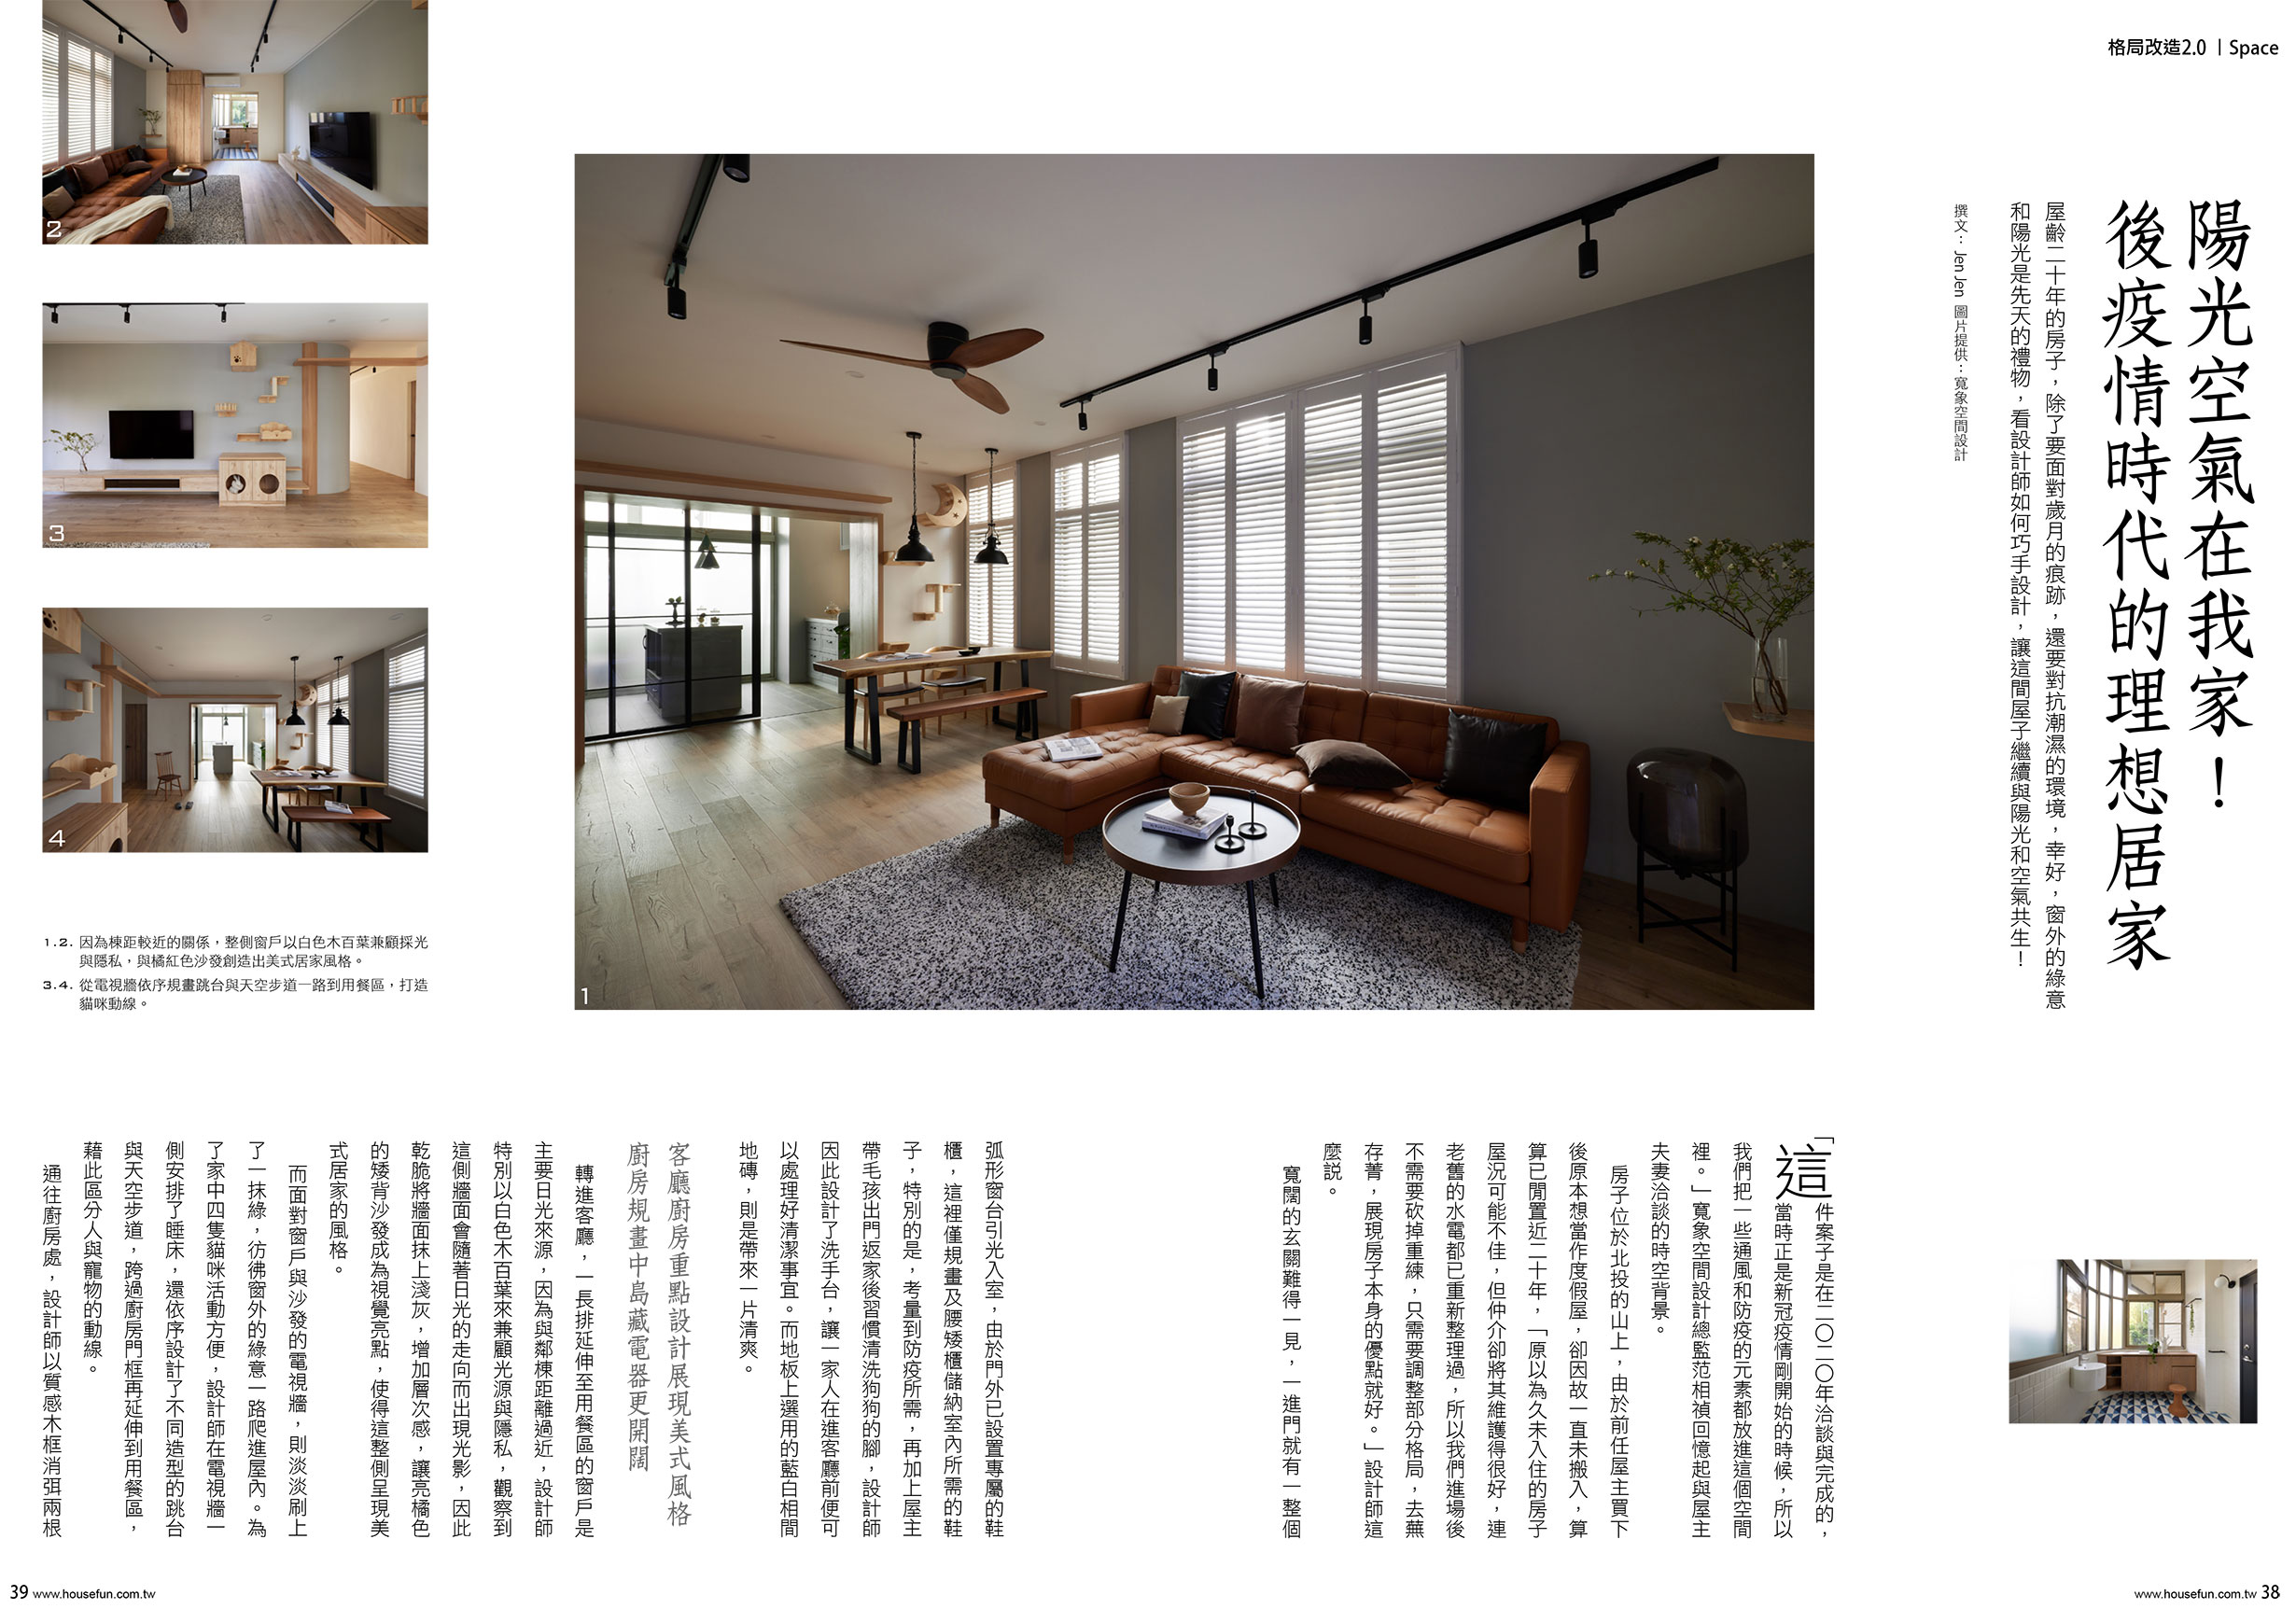 格局改造2.0 | Space
陽光空氣在我家！
後疫情時代的理想居家
屋齡二十年的房子，除了要面對歲月的痕跡，還要對抗潮濕的環境，幸好，窗外的綠意
和陽光是先天的禮物，看設計師如何巧手設計，讓這間屋子繼續與陽光和空氣共生！
撰文：Jen Jen 圖片提供：寬象空間設計
「這件案子是在二〇二〇年洽談與完成的，
當時正是新冠疫情剛開始的時候，所以
我們把一些通風和防疫的元素都放進這個空間
裡。」寬象空間設計總監范相禎回憶起與屋主
夫妻洽談的時空背景。
房子位於北投的山上，由於前任屋主買下
後原本想當作度假屋，卻因故一直未搬入，算
算已閒置近二十年，「原以為久未入住的房子
屋況可能不佳，但仲介卻將其維護得很好，連
老舊的水電都已重新整理過，所以我們進場後
不需要砍掉重練，只需要調整部分格局，去蕪
存菁，展現房子本身的優點就好。」設計師這
麼說。
寬闊的玄關難得一見，一進門就有一整個
弧形窗台引光入室，由於門外已設置專屬的鞋
櫃，這裡僅規畫及腰矮櫃儲納室內所需的鞋
子，特別的是，考量到防疫所需，再加上屋主
帶毛孩出門返家後習慣清洗狗狗的腳，設計師
因此設計了洗手台，讓一家人在進客廳前便可
以處理好清潔事宜。而地板上選用的藍白相間
地磚，則是帶來一片清爽。
客廳廚房重點設計展現美式風格
廚房規畫中島藏電器更開闊
轉進客廳，一長排延伸至用餐區的窗戶是
主要日光來源，因為與鄰棟距離過近，設計師
特別以白色木百葉來兼顧光源與隱私，觀察到
這側牆面會隨著日光的走向而出現光影，因此
乾脆將牆面抹上淺灰，增加層次感，讓亮橘色
的矮背沙發成為視覺亮點，使得這整側呈現美
式居家的風格。
而面對窗戶與沙發的電視牆，則淡淡刷上
了一抹綠，彷彿窗外的綠意一路爬進屋內。為
了家中四隻貓咪活動方便，設計師在電視牆一
側安排了睡床，還依序設計了不同造型的跳台
與天空步道，跨過廚房門框再延伸到用餐區，
藉此區分人與寵物的動線。
通往廚房處，設計師以質感木框消弭兩根
1
2
3
4
1.2. 因為棟距較近的關係，整側窗戶以白色木百葉兼顧採光
與隱私，與橘紅色沙發創造出美式居家風格。
3.4. 從電視牆依序規畫跳台與天空步道一路到用餐區，打造
貓咪動線。
39 www.housefun.com.tw
www.housefun.com.tw 38